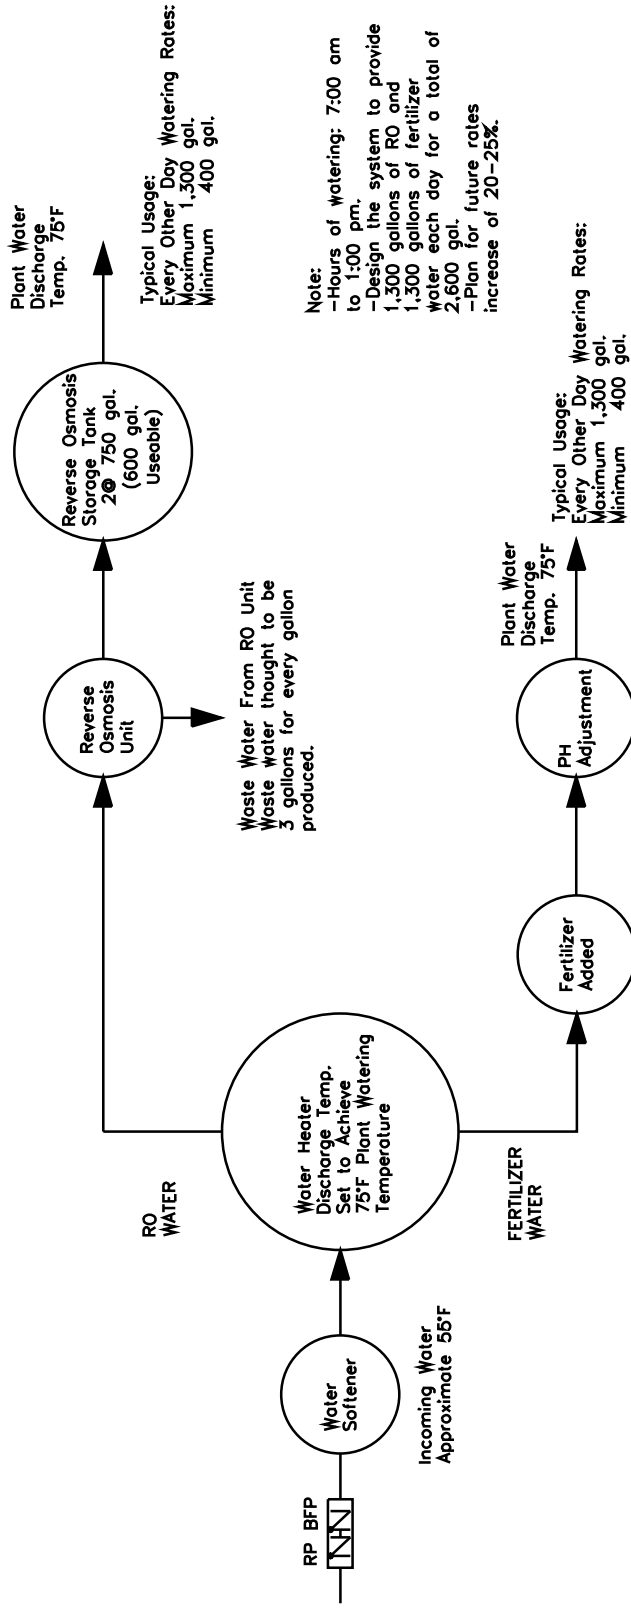 RP BFP
Water
Softener
Incoming Water
Approximate 55°F
Water Heater
Discharge Temp.
Set to Achieve
75°F Plant Watering
Temperature
RO
WATER
Reverse
Osmosis
Unit
Waste Water From RO Unit
Waste water thought to be
3 gallons for every gallon
produced.
Reverse Osmosis
Storage Tank
2@ 750 gal.
(600 gal.
Useable)
Plant Water
Discharge
Temp. 75°F
Typical Usage:
Every Other Day Watering Rates:
Maximum 1,300 gal.
Minimum 400 gal.
Note:
-Hours of watering: 7:00 am
to 1:00 pm.
-Design the system to provide
1,300 gallons of RO and
1,300 gallons of fertilizer
water each day for a total of
2,600 gal.
-Plan for future rates
increase of 20-25%.
FERTILIZER
WATER
Fertilizer
Added
PH
Adjustment
Plant Water
Discharge
Temp. 75°F
Typical Usage:
Every Other Day Watering Rates:
Maximum 1,300 gal.
Minimum 400 gal.